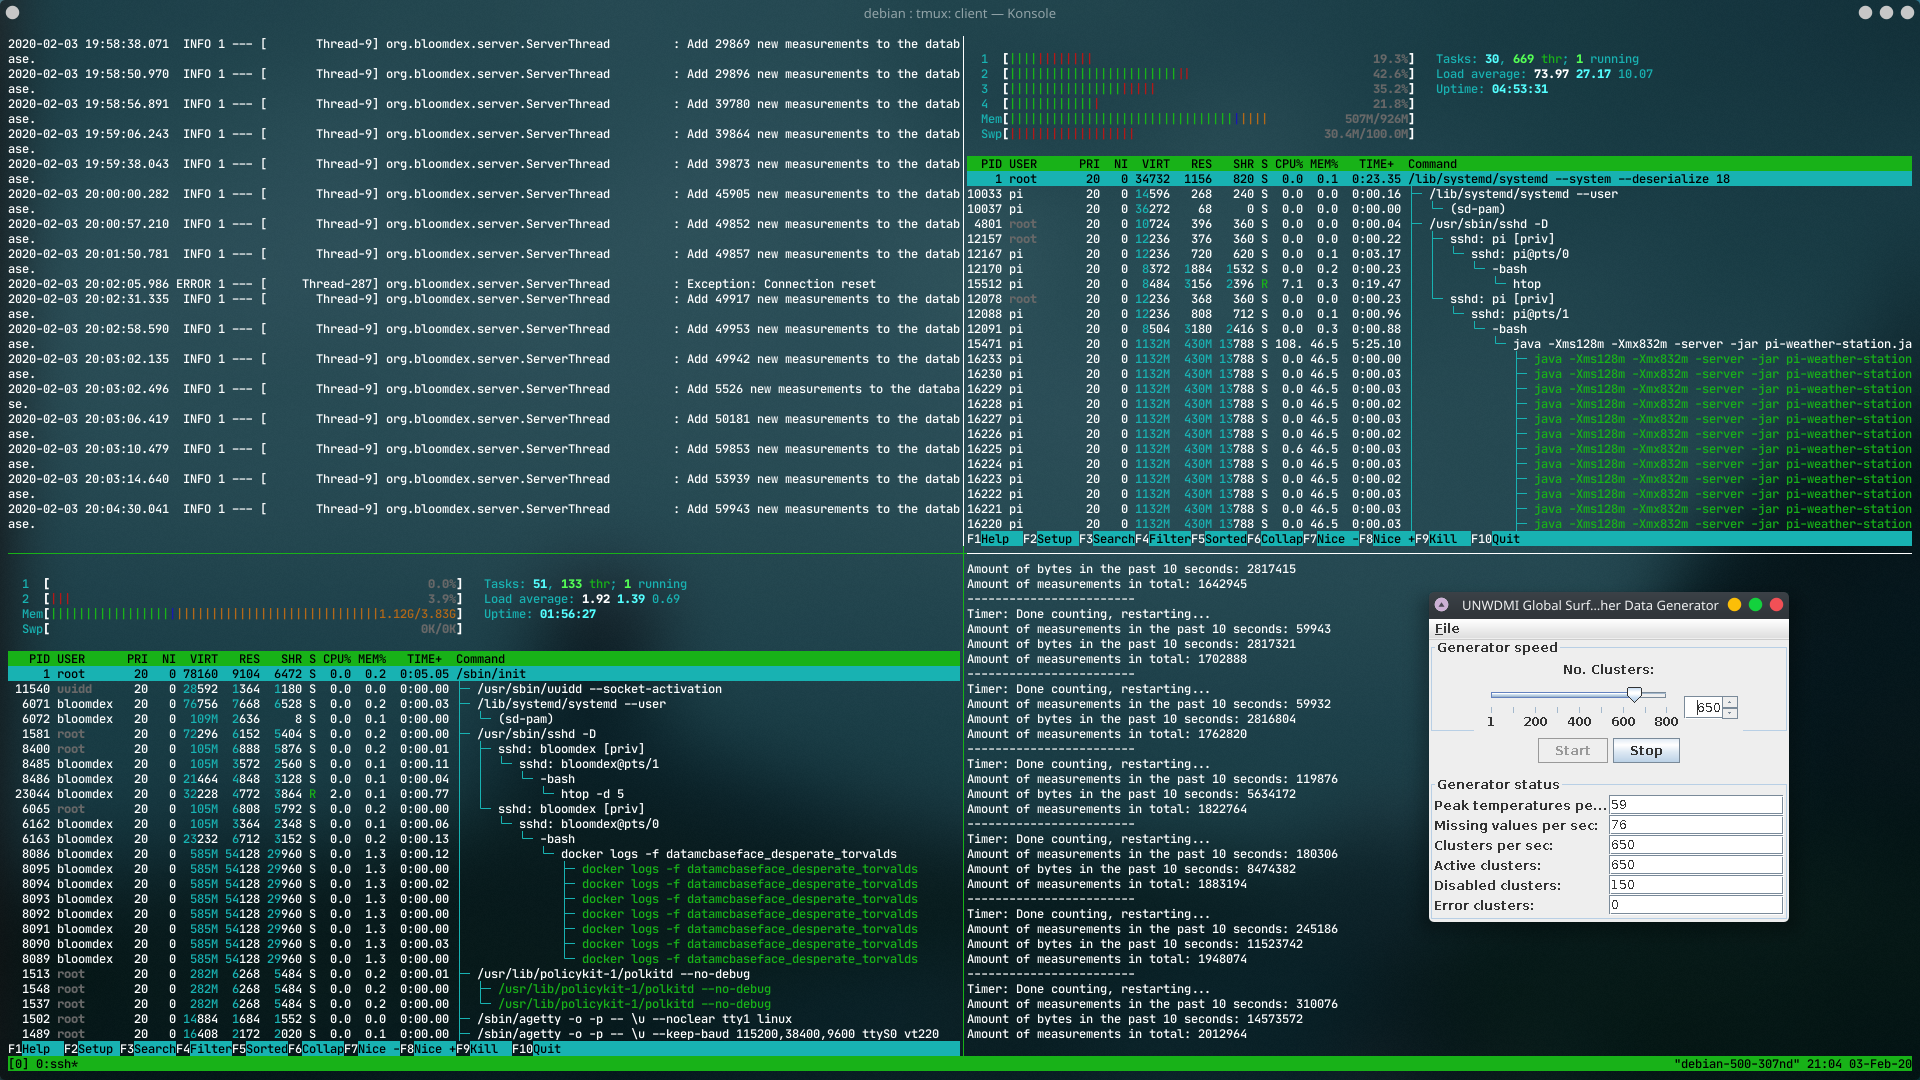 debian : tmux: client — Konsole
2020-02-03 19:58:38.071  INFO 1 --- [       Thread-9] org.bloomdex.server.ServerThread         : Add 29869 new measurements to the datab
ase.
2020-02-03 19:58:50.970  INFO 1 --- [       Thread-9] org.bloomdex.server.ServerThread         : Add 29896 new measurements to the datab
ase.
2020-02-03 19:58:56.891  INFO 1 --- [       Thread-9] org.bloomdex.server.ServerThread         : Add 39780 new measurements to the datab
ase.
2020-02-03 19:59:06.243  INFO 1 --- [       Thread-9] org.bloomdex.server.ServerThread         : Add 39864 new measurements to the datab
ase.
2020-02-03 19:59:38.043  INFO 1 --- [       Thread-9] org.bloomdex.server.ServerThread         : Add 39873 new measurements to the datab
ase.
2020-02-03 20:00:00.282  INFO 1 --- [       Thread-9] org.bloomdex.server.ServerThread         : Add 45905 new measurements to the datab
ase.
2020-02-03 20:00:57.210  INFO 1 --- [       Thread-9] org.bloomdex.server.ServerThread         : Add 49852 new measurements to the datab
ase.
2020-02-03 20:01:50.781  INFO 1 --- [       Thread-9] org.bloomdex.server.ServerThread         : Add 49857 new measurements to the datab
ase.
2020-02-03 20:02:05.986 ERROR 1 --- [     Thread-287] org.bloomdex.server.ServerThread         : Exception: Connection reset
2020-02-03 20:02:31.335  INFO 1 --- [       Thread-9] org.bloomdex.server.ServerThread         : Add 49917 new measurements to the datab
ase.
2020-02-03 20:02:58.590  INFO 1 --- [       Thread-9] org.bloomdex.server.ServerThread         : Add 49953 new measurements to the datab
ase.
2020-02-03 20:03:02.135  INFO 1 --- [       Thread-9] org.bloomdex.server.ServerThread         : Add 49942 new measurements to the datab
ase.
2020-02-03 20:03:02.496  INFO 1 --- [       Thread-9] org.bloomdex.server.ServerThread         : Add 5526 new measurements to the databa
se.
2020-02-03 20:03:06.419  INFO 1 --- [       Thread-9] org.bloomdex.server.ServerThread         : Add 50181 new measurements to the datab
ase.
2020-02-03 20:03:10.479  INFO 1 --- [       Thread-9] org.bloomdex.server.ServerThread         : Add 59853 new measurements to the datab
ase.
2020-02-03 20:03:14.640  INFO 1 --- [       Thread-9] org.bloomdex.server.ServerThread         : Add 53939 new measurements to the datab
ase.
2020-02-03 20:04:30.041  INFO 1 --- [       Thread-9] org.bloomdex.server.ServerThread         : Add 59943 new measurements to the datab
ase.
1 [ 19.3%] Tasks: 30, 669 thr; 1 running
2 [ 42.6%] Load average: 73.97 27.17 10.07
3 [ 35.2%] Uptime: 04:53:31
4 [ 21.8%]
Mem[ 507M/926M]
Swp[ 30.4M/100.0M]
PID USER PRI NI VIRT RES SHR S CPU% MEM% TIME+ Command
1 root 20 0 34732 1156 820 S 0.0 0.1 0:23.35 /lib/systemd/systemd --system --deserialize 18
10033 pi 20 0 14596 268 240 S 0.0 0.0 0:00.16 /lib/systemd/systemd --user
10037 pi 20 0 36272 68 0 S 0.0 0.0 0:00.00 (sd-pam)
4801 root 20 0 10724 396 360 S 0.0 0.0 0:00.04 /usr/sbin/sshd -D
12157 root 20 0 12236 376 360 S 0.0 0.0 0:00.22 sshd: pi [priv]
12167 pi 20 0 12236 720 620 S 0.0 0.1 0:03.17 sshd: pi@pts/0
12170 pi 20 0 8372 1884 1532 S 0.0 0.2 0:00.23 -bash
15512 pi 20 0 8484 3156 2396 R 7.1 0.3 0:19.47 htop
12078 root 20 0 12236 368 360 S 0.0 0.0 0:00.23 sshd: pi [priv]
12088 pi 20 0 12236 808 712 S 0.0 0.1 0:00.96 sshd: pi@pts/1
12091 pi 20 0 8504 3180 2416 S 0.0 0.3 0:00.88 -bash
15471 pi 20 0 1132M 430M 13788 S 108. 46.5 5:25.10 java -Xms128m -Xmx832m -server -jar pi-weather-station.ja
16233 pi 20 0 1132M 430M 13788 S 0.0 46.5 0:00.00 java -Xms128m -Xmx832m -server -jar pi-weather-station
16230 pi 20 0 1132M 430M 13788 S 0.0 46.5 0:00.03 java -Xms128m -Xmx832m -server -jar pi-weather-station
16229 pi 20 0 1132M 430M 13788 S 0.0 46.5 0:00.03 java -Xms128m -Xmx832m -server -jar pi-weather-station
16228 pi 20 0 1132M 430M 13788 S 0.0 46.5 0:00.02 java -Xms128m -Xmx832m -server -jar pi-weather-station
16227 pi 20 0 1132M 430M 13788 S 0.0 46.5 0:00.03 java -Xms128m -Xmx832m -server -jar pi-weather-station
16226 pi 20 0 1132M 430M 13788 S 0.0 46.5 0:00.02 java -Xms128m -Xmx832m -server -jar pi-weather-station
16225 pi 20 0 1132M 430M 13788 S 0.6 46.5 0:00.03 java -Xms128m -Xmx832m -server -jar pi-weather-station
16224 pi 20 0 1132M 430M 13788 S 0.0 46.5 0:00.03 java -Xms128m -Xmx832m -server -jar pi-weather-station
16223 pi 20 0 1132M 430M 13788 S 0.0 46.5 0:00.02 java -Xms128m -Xmx832m -server -jar pi-weather-station
16222 pi 20 0 1132M 430M 13788 S 0.0 46.5 0:00.03 java -Xms128m -Xmx832m -server -jar pi-weather-station
16221 pi 20 0 1132M 430M 13788 S 0.0 46.5 0:00.03 java -Xms128m -Xmx832m -server -jar pi-weather-station
16220 pi 20 0 1132M 430M 13788 S 0.0 46.5 0:00.03 java -Xms128m -Xmx832m -server -jar pi-weather-station
F1Help  F2Setup F3SearchF4FilterF5SortedF6CollapF7Nice -F8Nice +F9Kill  F10Quit
1 [ 0.0%] Tasks: 51, 133 thr; 1 running
2 [ 3.9%] Load average: 1.92 1.39 0.69
Mem[ 1.12G/3.83G] Uptime: 01:56:27
Swp[ 0K/0K]
PID USER PRI NI VIRT RES SHR S CPU% MEM% TIME+ Command
1 root 20 0 78160 9104 6472 S 0.0 0.2 0:05.05 /sbin/init
11540 uuidd 20 0 28592 1364 1180 S 0.0 0.0 0:00.00 /usr/sbin/uuidd --socket-activation
6071 bloomdex 20 0 76756 7668 6528 S 0.0 0.2 0:00.03 /lib/systemd/systemd --user
6072 bloomdex 20 0 109M 2636 8 S 0.0 0.1 0:00.00 (sd-pam)
1581 root 20 0 72296 6152 5404 S 0.0 0.2 0:00.00 /usr/sbin/sshd -D
8400 root 20 0 105M 6888 5876 S 0.0 0.2 0:00.01 sshd: bloomdex [priv]
8485 bloomdex 20 0 105M 3572 2560 S 0.0 0.1 0:00.11 sshd: bloomdex@pts/1
8486 bloomdex 20 0 21464 4848 3128 S 0.0 0.1 0:00.04 -bash
23044 bloomdex 20 0 32228 4772 3864 R 2.0 0.1 0:00.77 htop -d 5
6065 root 20 0 105M 6808 5792 S 0.0 0.2 0:00.00 sshd: bloomdex [priv]
6162 bloomdex 20 0 105M 3364 2348 S 0.0 0.1 0:00.06 sshd: bloomdex@pts/0
6163 bloomdex 20 0 23232 6712 3152 S 0.0 0.2 0:00.13 -bash
8086 bloomdex 20 0 585M 54128 29960 S 0.0 1.3 0:00.12 docker logs -f datamcbaseface_desperate_torvalds
8095 bloomdex 20 0 585M 54128 29960 S 0.0 1.3 0:00.00 docker logs -f datamcbaseface_desperate_torvalds
8094 bloomdex 20 0 585M 54128 29960 S 0.0 1.3 0:00.02 docker logs -f datamcbaseface_desperate_torvalds
8093 bloomdex 20 0 585M 54128 29960 S 0.0 1.3 0:00.00 docker logs -f datamcbaseface_desperate_torvalds
8092 bloomdex 20 0 585M 54128 29960 S 0.0 1.3 0:00.00 docker logs -f datamcbaseface_desperate_torvalds
8091 bloomdex 20 0 585M 54128 29960 S 0.0 1.3 0:00.00 docker logs -f datamcbaseface_desperate_torvalds
8090 bloomdex 20 0 585M 54128 29960 S 0.0 1.3 0:00.03 docker logs -f datamcbaseface_desperate_torvalds
8089 bloomdex 20 0 585M 54128 29960 S 0.0 1.3 0:00.00 docker logs -f datamcbaseface_desperate_torvalds
1513 root 20 0 282M 6268 5484 S 0.0 0.2 0:00.01 /usr/lib/policykit-1/polkitd --no-debug
1548 root 20 0 282M 6268 5484 S 0.0 0.2 0:00.00 /usr/lib/policykit-1/polkitd --no-debug
1537 root 20 0 282M 6268 5484 S 0.0 0.2 0:00.00 /usr/lib/policykit-1/polkitd --no-debug
1502 root 20 0 14884 1684 1552 S 0.0 0.0 0:00.00 /sbin/agetty -o -p -- \u --noclear tty1 linux
1489 root 20 0 16408 2172 2020 S 0.0 0.1 0:00.00 /sbin/agetty -o -p -- \u --keep-baud 115200,38400,9600 ttyS0 vt220
F1Help  F2Setup F3SearchF4FilterF5SortedF6CollapF7Nice -F8Nice +F9Kill  F10Quit
Amount of bytes in the past 10 seconds: 2817415
Amount of measurements in total: 1642945
------------------------
Timer: Done counting, restarting...
Amount of measurements in the past 10 seconds: 59943
Amount of bytes in the past 10 seconds: 2817321
Amount of measurements in total: 1702888
------------------------
Timer: Done counting, restarting...
Amount of measurements in the past 10 seconds: 59932
Amount of bytes in the past 10 seconds: 2816804
Amount of measurements in total: 1762820
------------------------
Timer: Done counting, restarting...
Amount of measurements in the past 10 seconds: 119876
Amount of bytes in the past 10 seconds: 5634172
Amount of measurements in total: 1822764
------------------------
Timer: Done counting, restarting...
Amount of measurements in the past 10 seconds: 180306
Amount of bytes in the past 10 seconds: 8474382
Amount of measurements in total: 1883194
------------------------
Timer: Done counting, restarting...
Amount of measurements in the past 10 seconds: 245186
Amount of bytes in the past 10 seconds: 11523742
Amount of measurements in total: 1948074
------------------------
Timer: Done counting, restarting...
Amount of measurements in the past 10 seconds: 310076
Amount of bytes in the past 10 seconds: 14573572
Amount of measurements in total: 2012964
UNWDMI Global Surf...her Data Generator
File
Generator speed
No. Clusters:
650
1 200 400 600 800
Start Stop
Generator status
Peak temperatures pe... 59
Missing values per sec: 76
Clusters per sec: 650
Active clusters: 650
Disabled clusters: 150
Error clusters: 0
[0] 0:ssh* "debian-500-307nd" 21:04 03-Feb-20